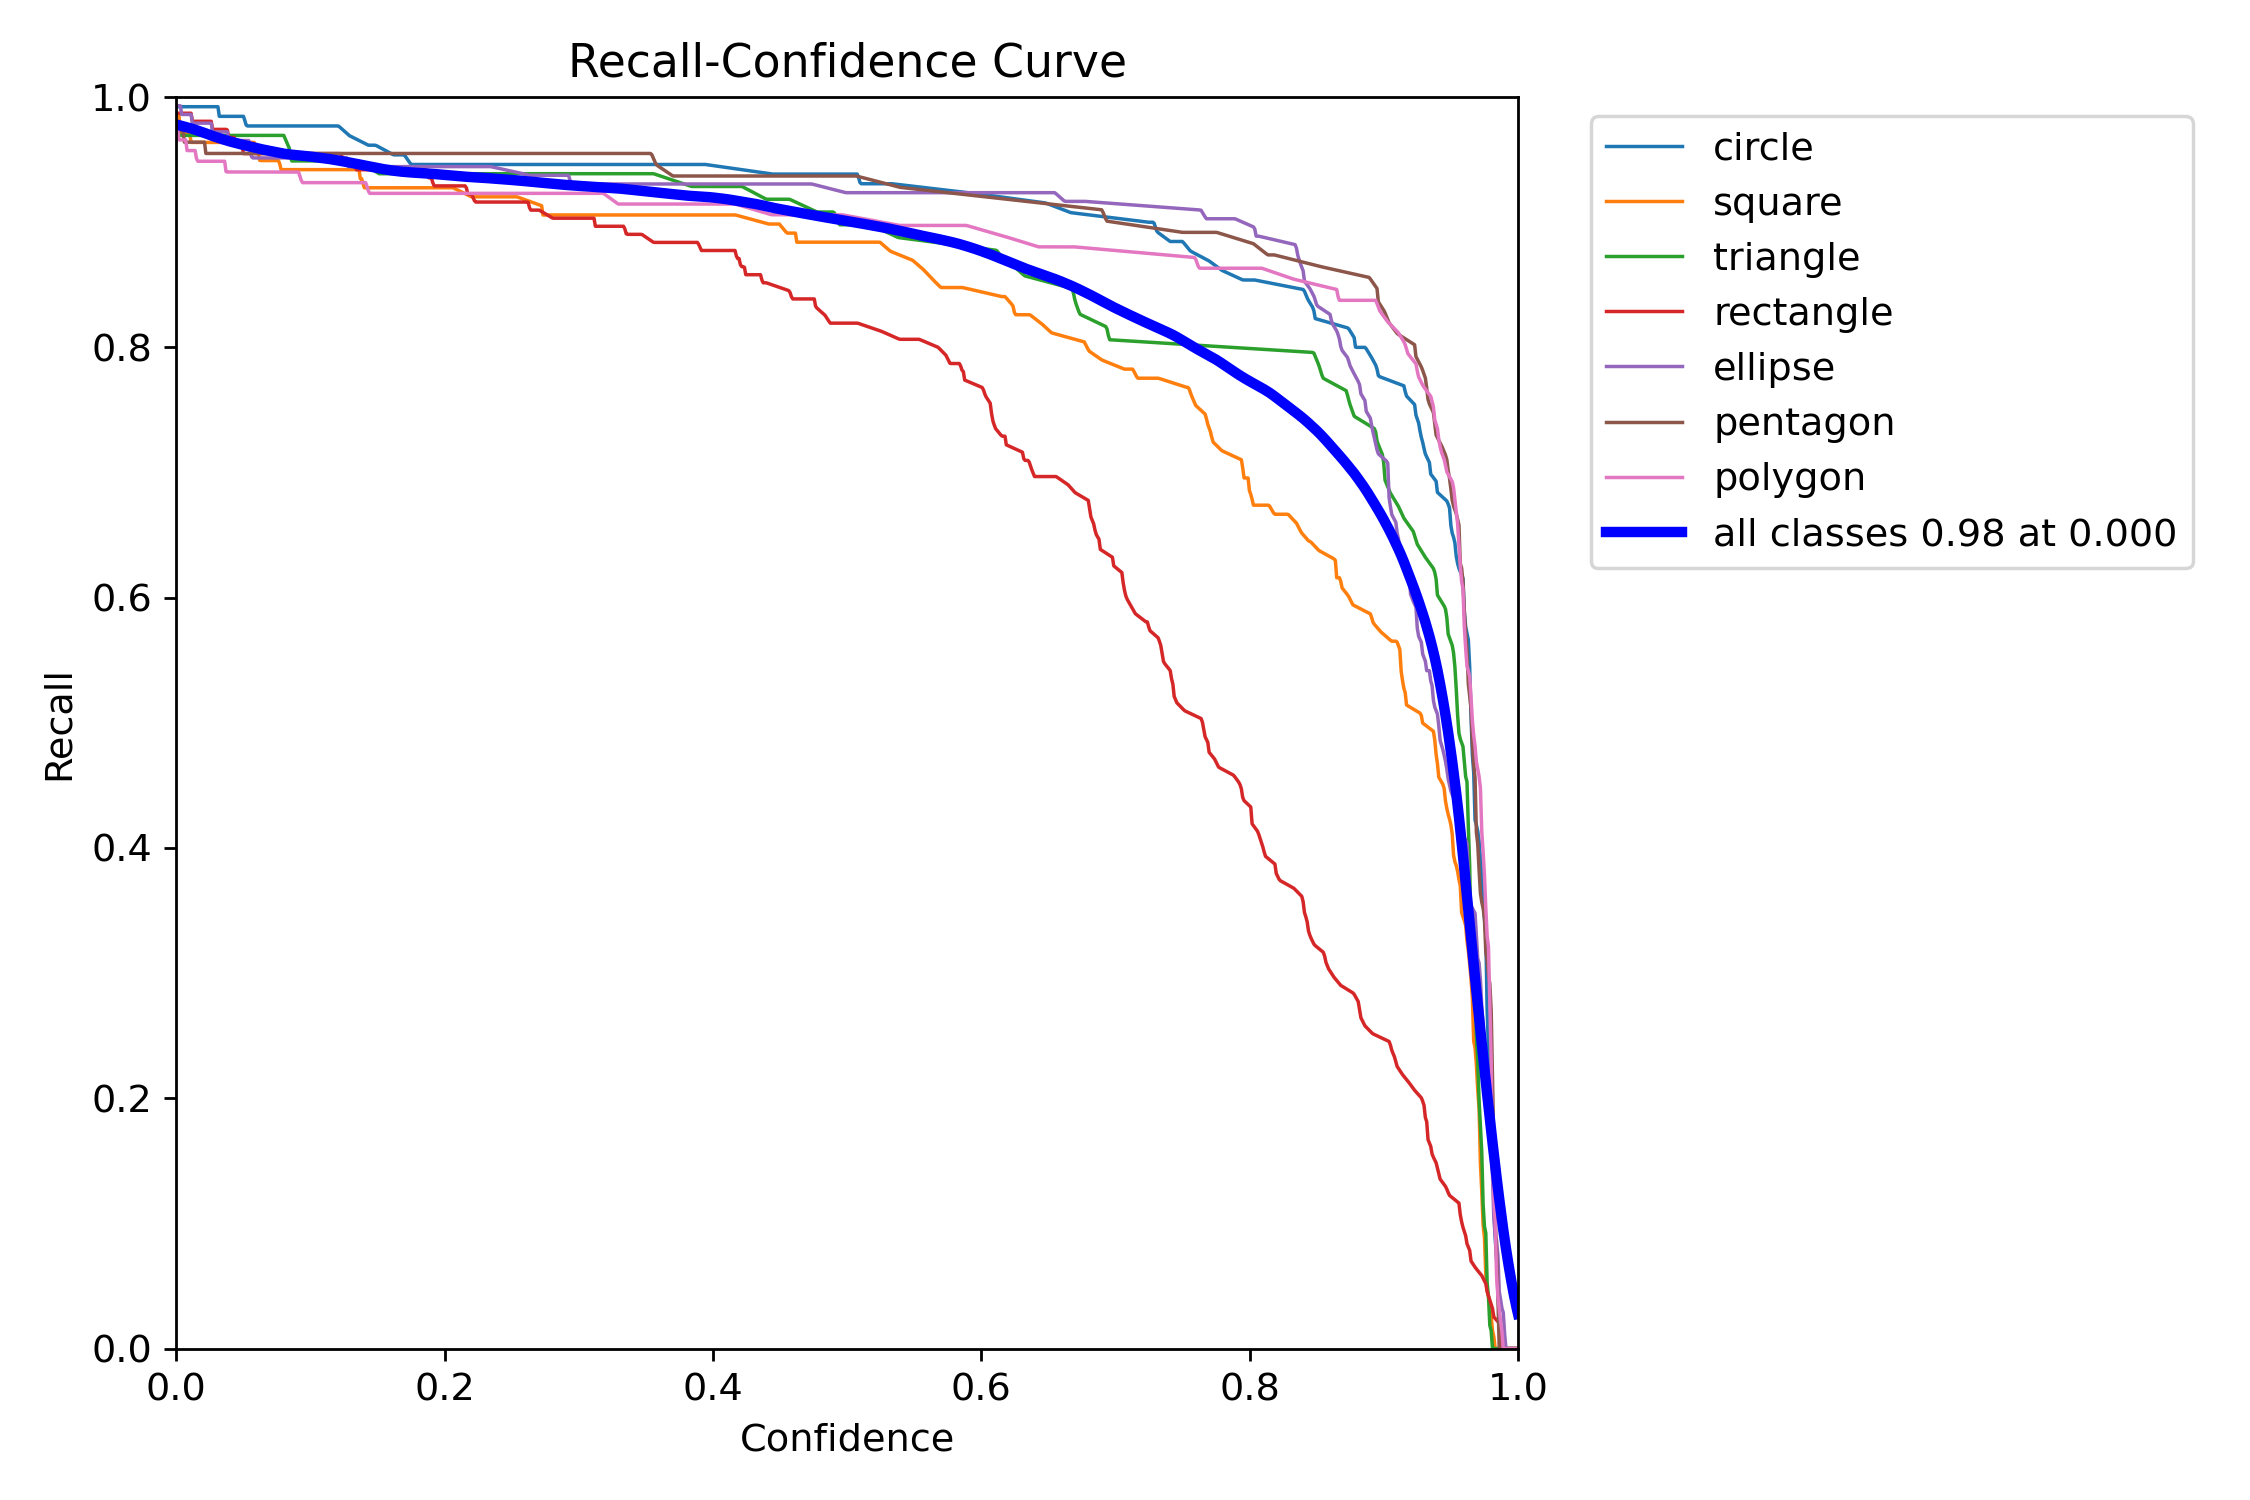 Recall-Confidence Curve
1.0
0.8
0.6
0.4
0.2
0.0
Recall
0.0 0.2 0.4 0.6 0.8 1.0
Confidence
circle
square
triangle
rectangle
ellipse
pentagon
polygon
all classes 0.98 at 0.000